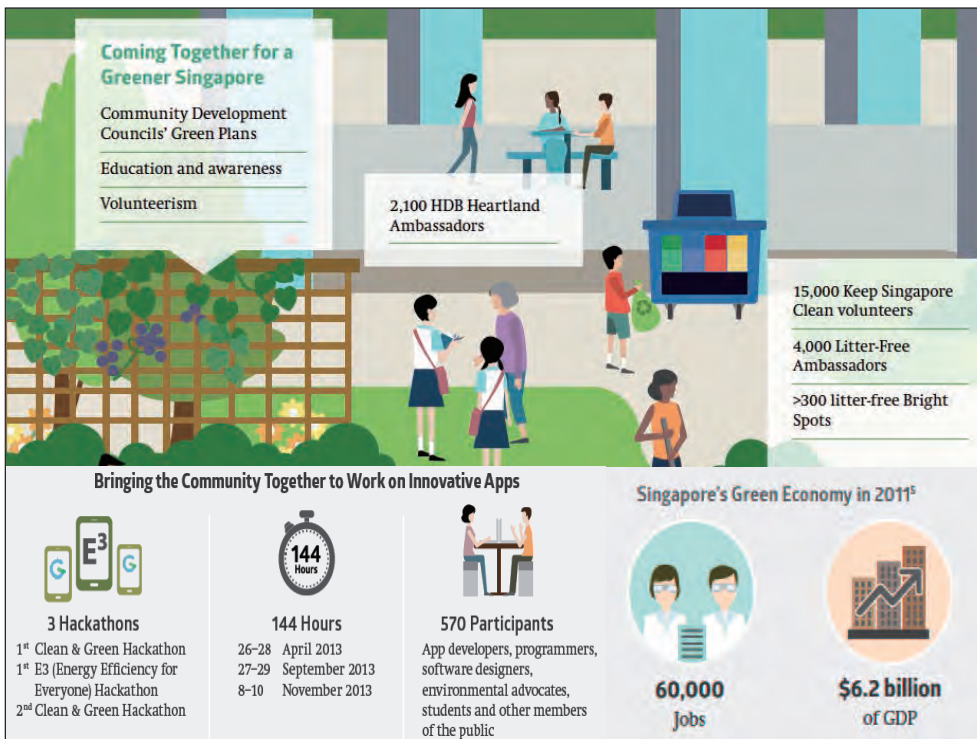 Coming Together for a
Greener Singapore
Community Development
Councils’ Green Plans
Education and awareness
Volunteerism
2,100 HDB Heartland
Ambassadors
15,000 Keep Singapore
Clean volunteers
4,000 Litter-Free
Ambassadors
>300 litter-free Bright
Spots
Bringing the Community Together to Work on Innovative Apps
G
E³
G
3 Hackathons
1st Clean & Green Hackathon
1st E3 (Energy Efficiency for
Everyone) Hackathon
2nd Clean & Green Hackathon
144
Hours
144 Hours
26–28 April 2013
27–29 September 2013
8–10 November 2013
570 Participants
App developers, programmers,
software designers,
environmental advocates,
students and other members
of the public
Singapore’s Green Economy in 2011⁵
60,000
Jobs
$6.2 billion
of GDP